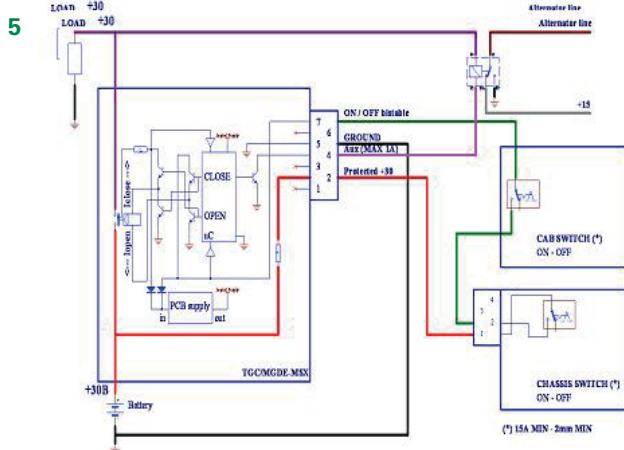 LOAD +30
+30
5
LOAD
Alternator line
Alternator line
+15
7
6
5
4
3
2
1
ON / OFF bistable
GROUND
Aux (MAX 1A)
Protected +30
CLOSE
OPEN
uC
<--- Iopen Iclose --->
PCB supply
in
out
TGC/MGDE-MSX
+30B
Battery
CAB SWITCH (*)
ON - OFF
4
3
2
1
CHASSIS SWITCH (*)
ON - OFF
(*) 15A MIN - 2mm MIN